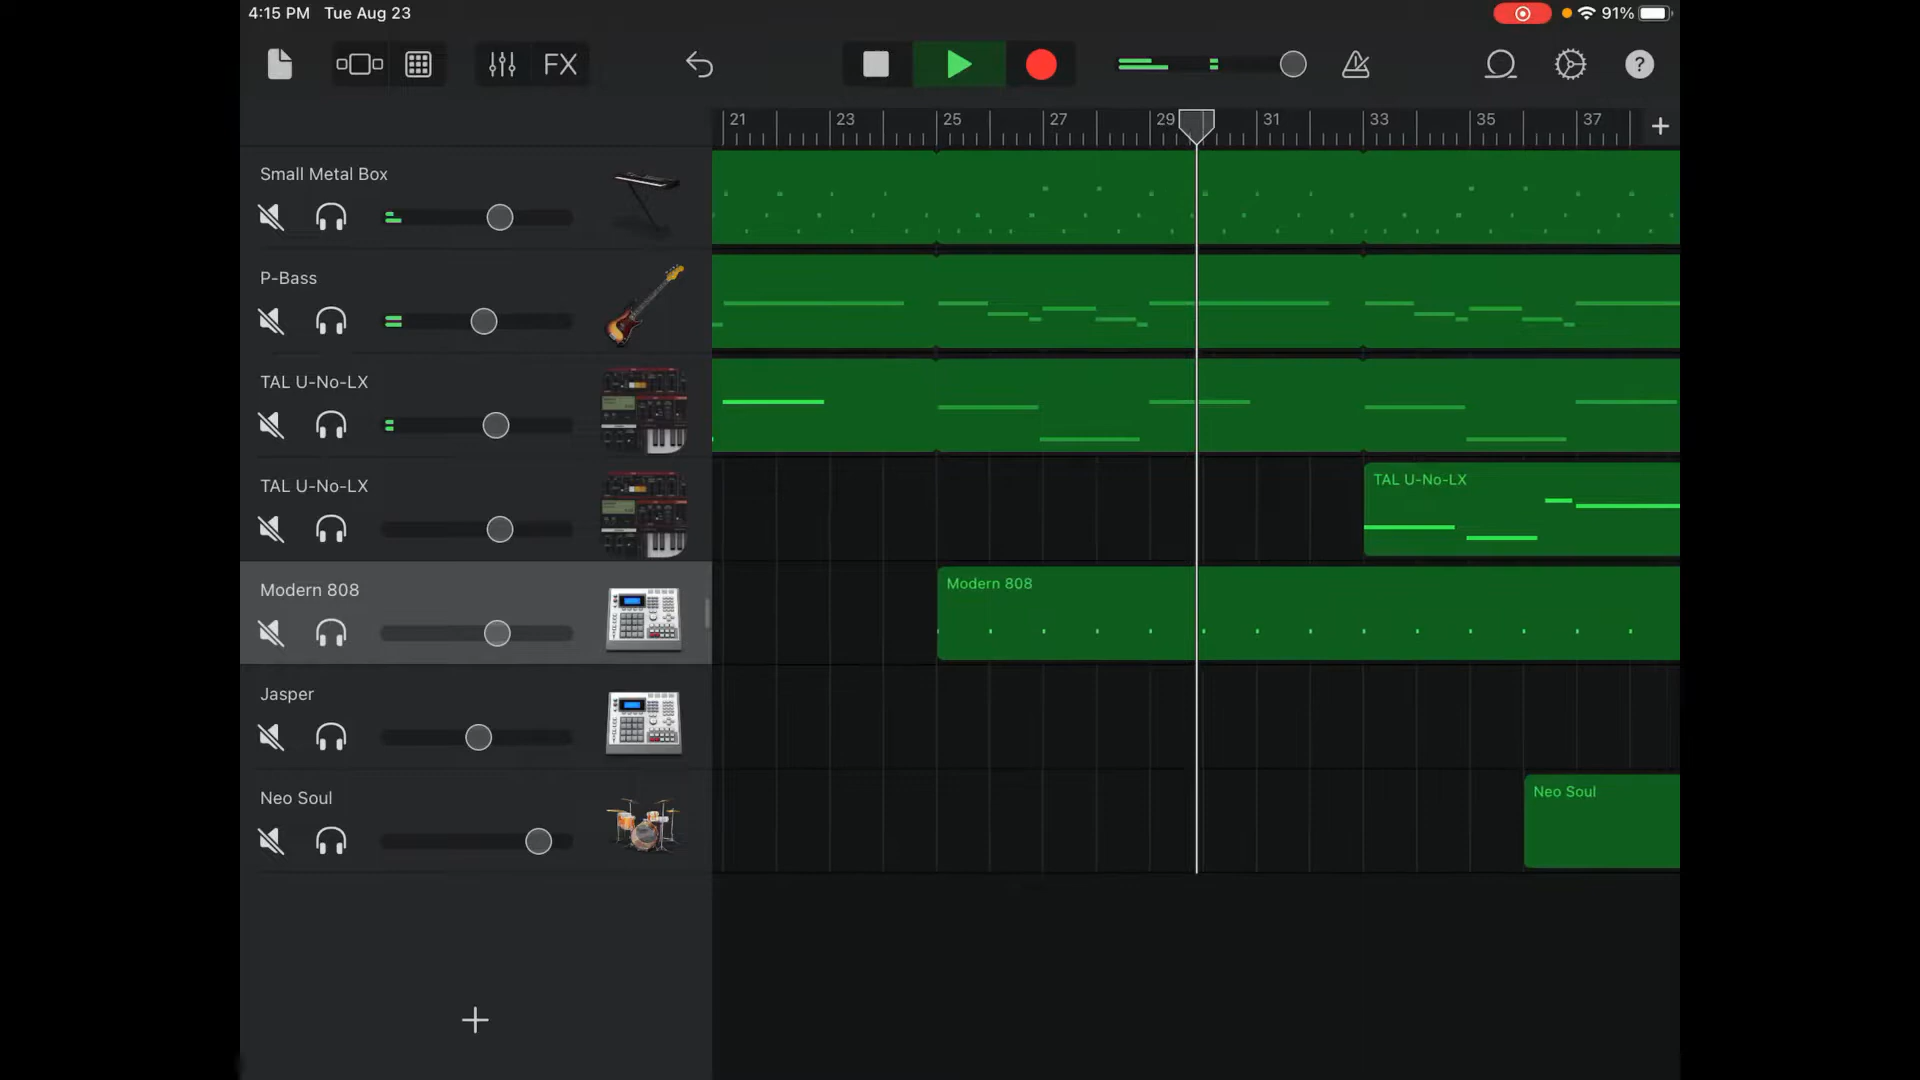 4:15 PM Tue Aug 23
91%
FX
?
21 23 25 27 29 31 33 35 37
Small Metal Box
P-Bass
TAL U-No-LX
TAL U-No-LX
TAL U-No-LX
Modern 808
Modern 808
Jasper
Neo Soul
Neo Soul